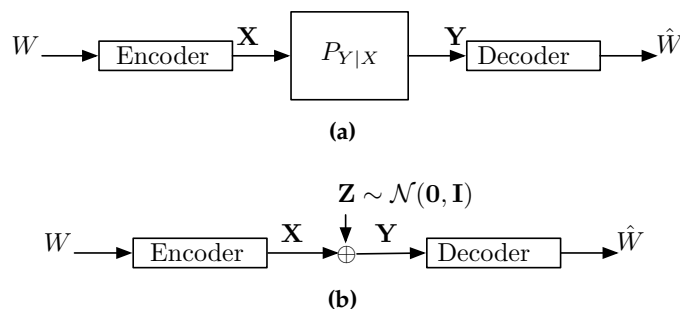 W Encoder X P_{Y|X} Y Decoder Ŵ
(a)
Z ∼ N(0, I)
W Encoder X ⊕ Y Decoder Ŵ
(b)